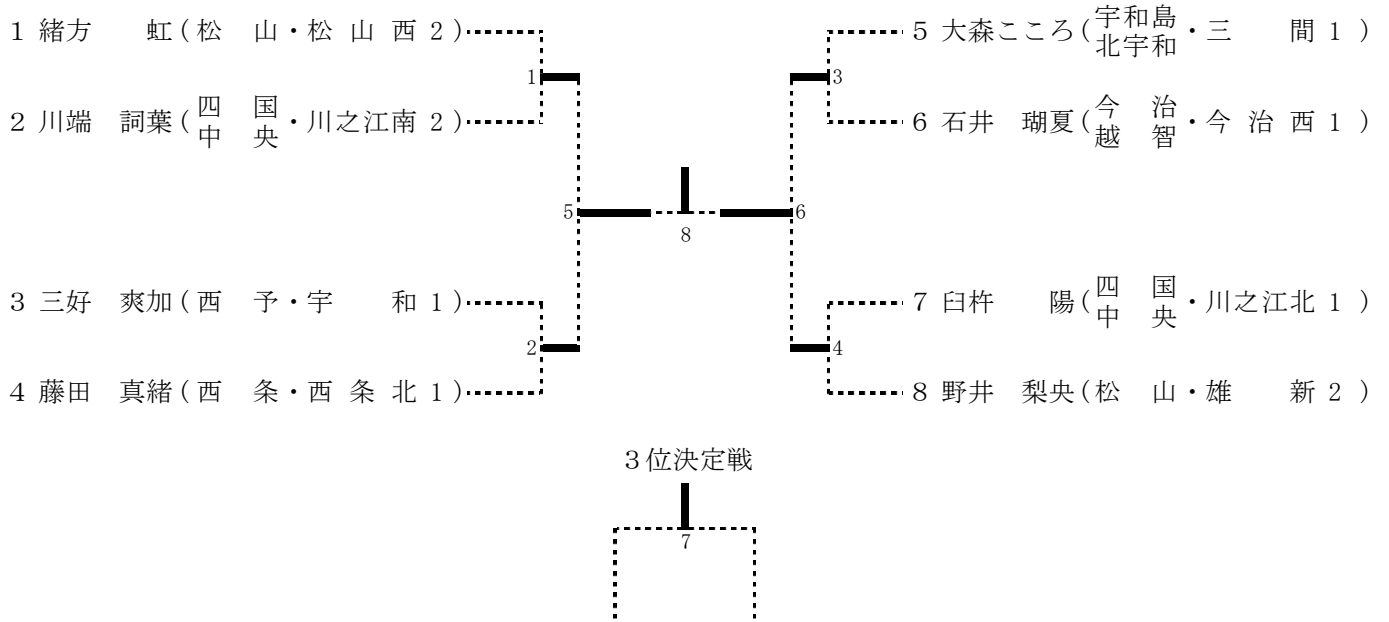 1 緒方　　虹(松　山・松 山 西 2)
1
2 川端　詞葉(四　国中　央・川之江南 2)
5
3 三好　爽加(西　予・宇　　和 1)
2
4 藤田　真緒(西　条・西 条 北 1)
8
5 大森こころ(宇和島北宇和・三　　間 1 )
3
6 石井　瑚夏(今　治越　智・今 治 西 1 )
6
7 臼杵　　陽(四　国中　央・川之江北 1 )
4
8 野井　梨央(松　山・雄　　新 2 )
3位決定戦
7